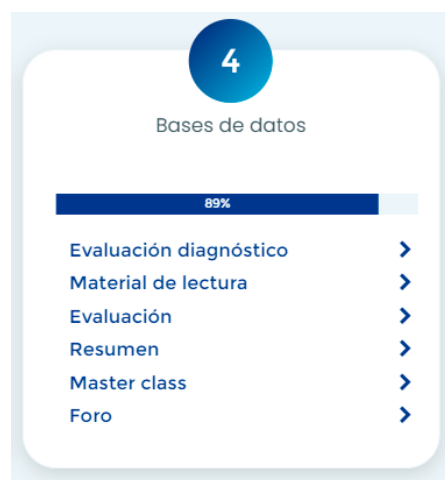 4
Bases de datos
89%
Evaluación diagnóstico
Material de lectura
Evaluación
Resumen
Master class
Foro